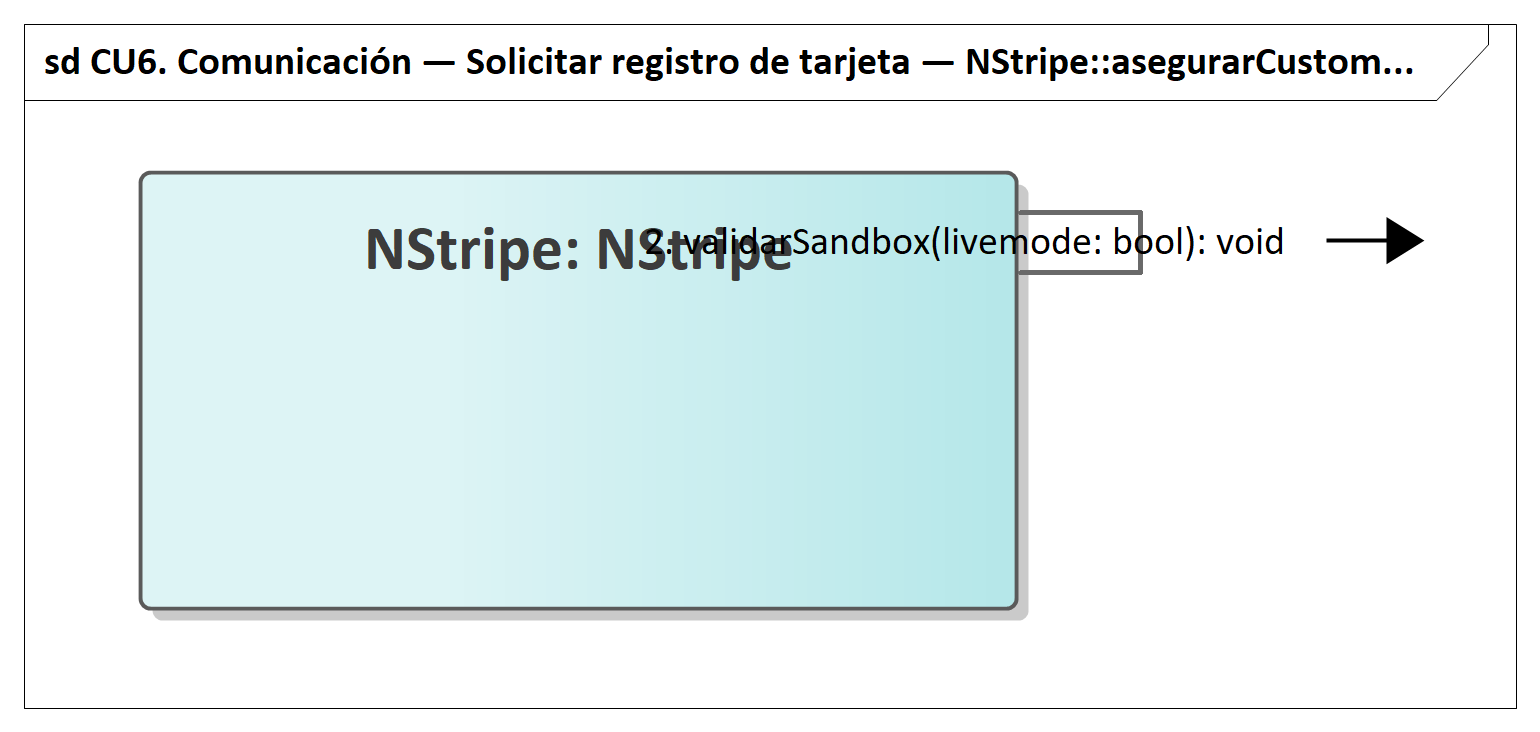 sd CU6. Comunicación — Solicitar registro de tarjeta — NStripe::asegurarCustom...
NStripe: NStripe
2. validarSandbox(livemode: bool): void